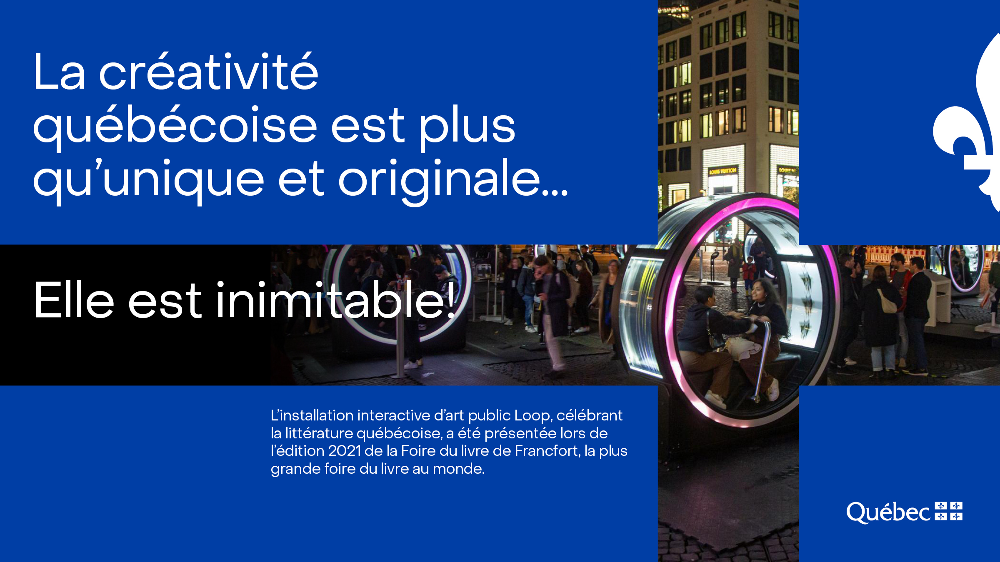 La créativité
québécoise est plus
qu’unique et originale...
LOUIS VUITTON
Elle est inimitable!
L’installation interactive d’art public Loop, célébrant
la littérature québécoise, a été présentée lors de
l’édition 2021 de la Foire du livre de Francfort, la plus
grande foire du livre au monde.
Québec